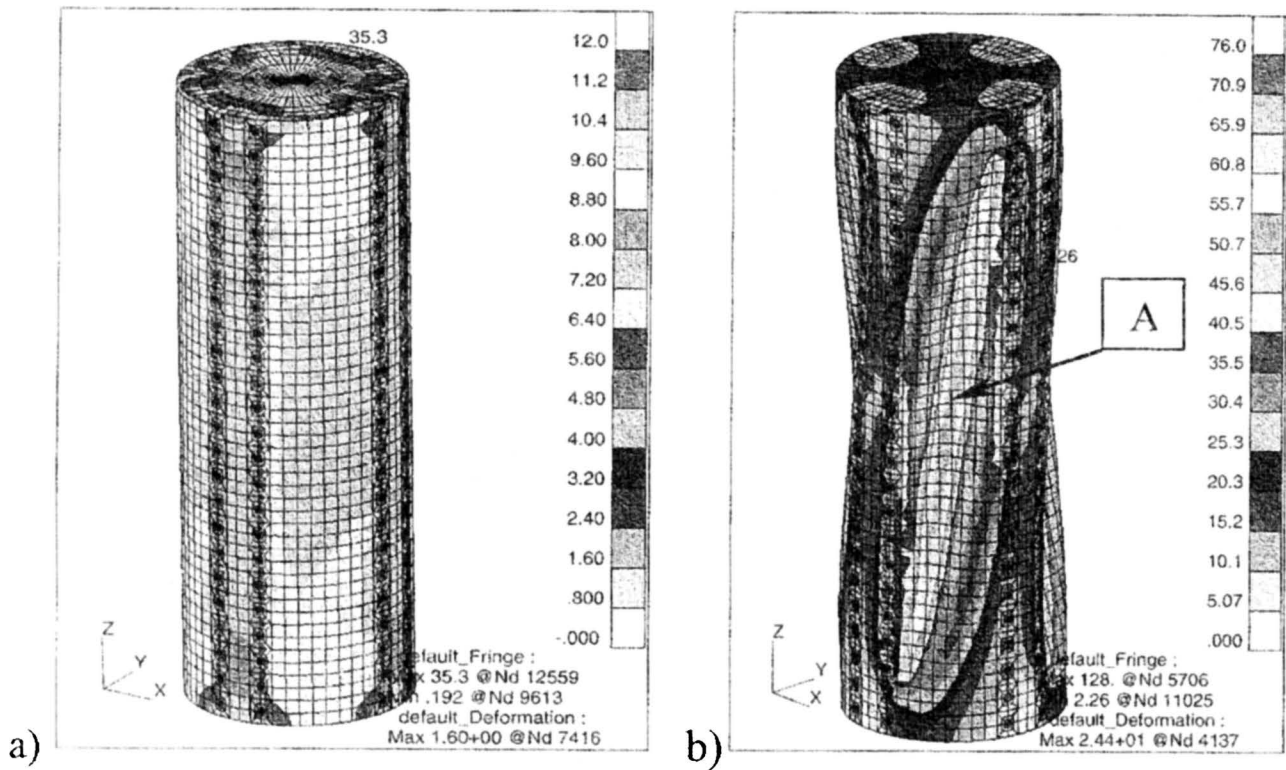 35.3
12.0
11.2
10.4
9.60
8.80
8.00
7.20
6.40
5.60
4.80
4.00
3.20
2.40
1.60
.800
-.000
Z
Y
X
efault_Fringe :
ax 35.3 @Nd 12559
n .192 @Nd 9613
default_Deformation :
Max 1.60+00 @Nd 7416
a)
76.0
70.9
65.9
60.8
55.7
50.7
45.6
40.5
35.5
30.4
25.3
20.3
15.2
10.1
5.07
.000
26
A
Z
Y
X
efault_Fringe :
Max 128. @Nd 5706
n 2.26 @Nd 11025
default_Deformation :
Max 2.44+01 @Nd 4137
b)